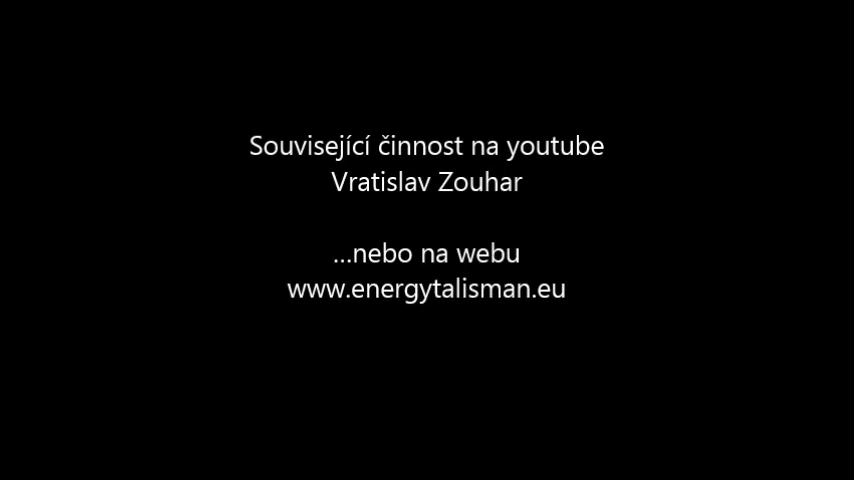 Související činnost na youtube
Vratislav Zouhar
...nebo na webu
www.energytalisman.eu